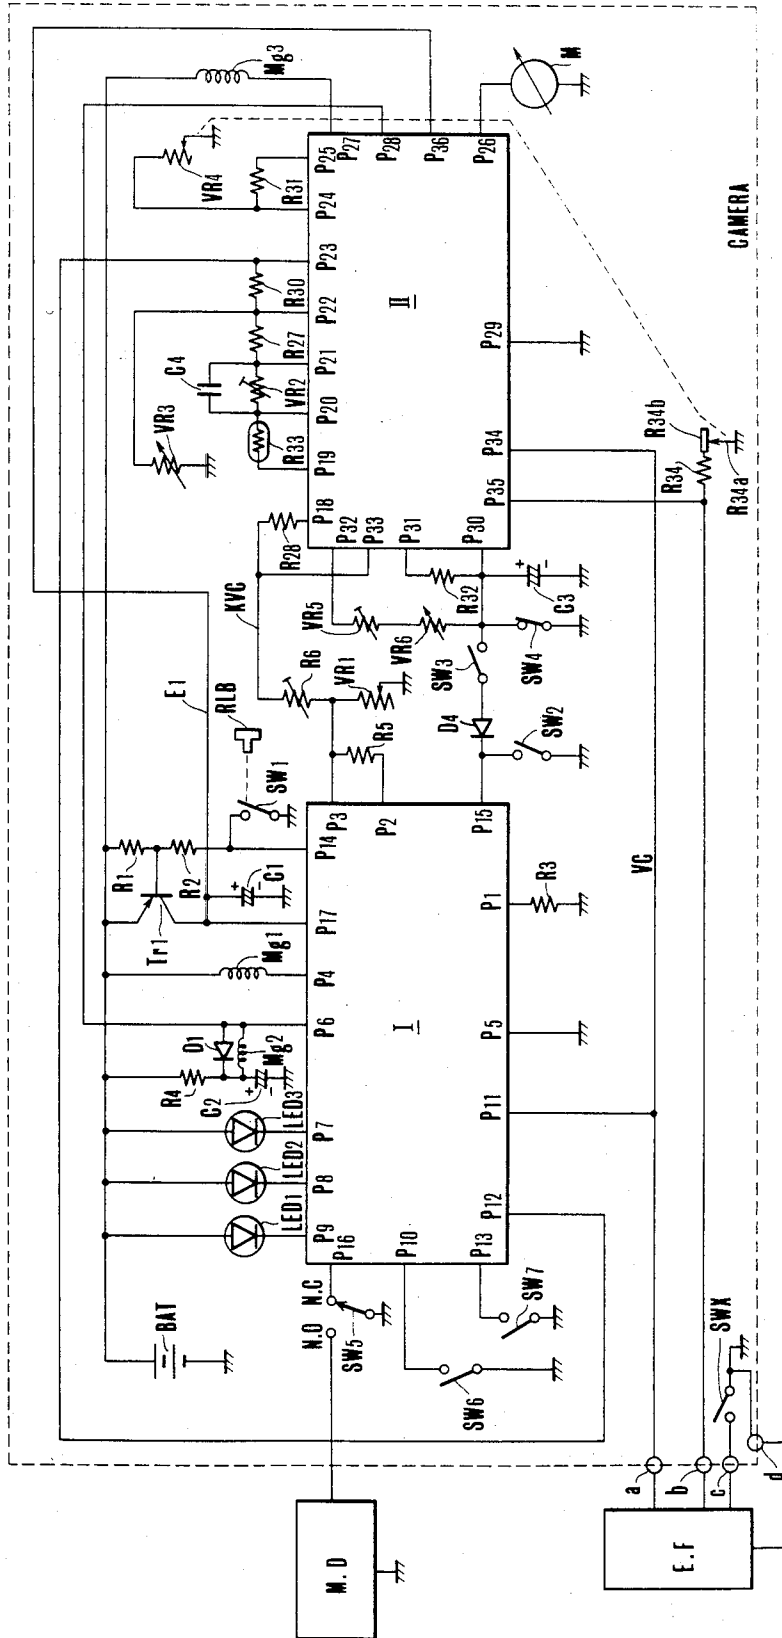 BAT
LED1
LED2
LED3
R4
C2
+
-
D1
Mg2
Mg1
Tr1
R1
R2
C1
+
-
E1
RLB
SW1
P9
P8
P7
P6
P4
P17
P14
P16
P10
P13
P12
P11
P5
P1
P3
P2
P15
I
N.O
N.C
SW5
SW6
SW7
M.D
E.F
a
b
c
d
SWX
R3
VC
R5
R6
VR1
KVC
D4
SW2
SW3
SW4
VR5
VR6
R32
C3
+
-
R28
P18
P19
P20
P21
P22
P23
P24
P25
P32
P33
P31
P30
P35
P34
P29
P27
P28
P36
P26
II
R33
VR2
C4
R27
R30
VR3
R31
VR4
Mg3
M
R34
R34b
R34a
CAMERA